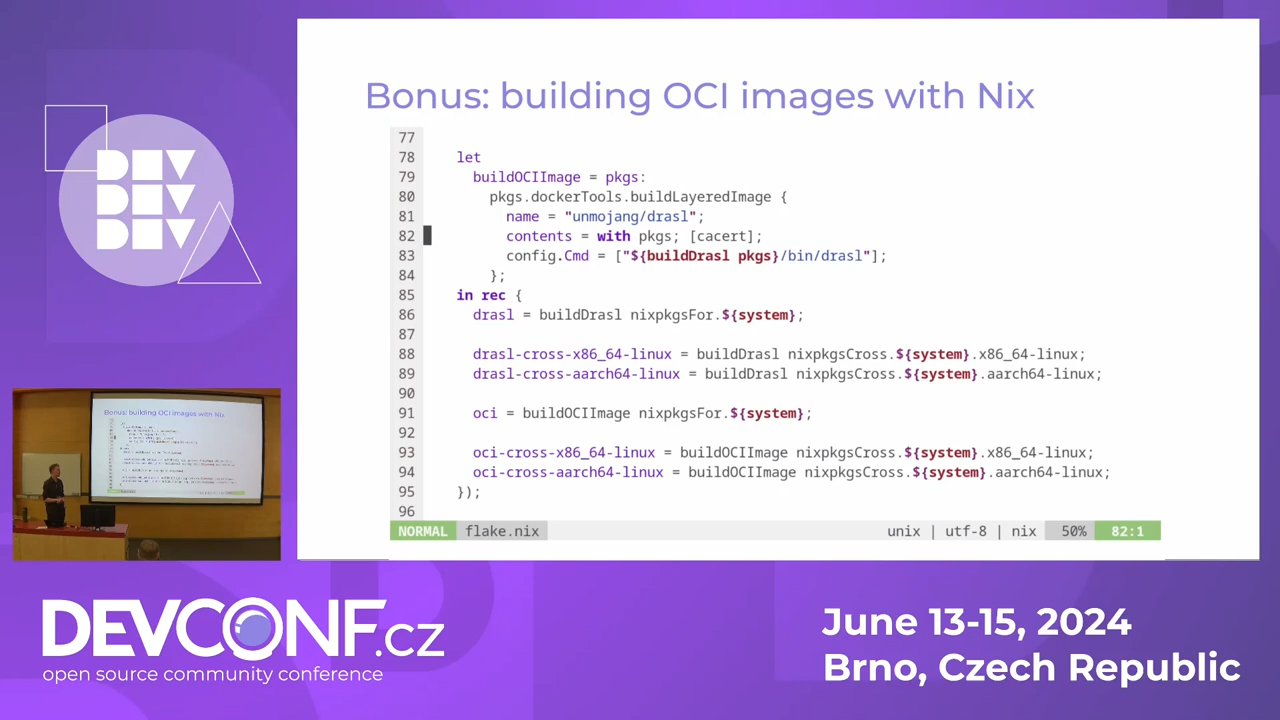 DEV
DEV
DEV
Bonus: building OCI images with Nix
77
78 let
79 buildOCIImage = pkgs:
80 pkgs.dockerTools.buildLayeredImage {
81 name = "unmojang/drasl";
82 contents = with pkgs; [cacert];
83 config.Cmd = ["${buildDrasl pkgs}/bin/drasl"];
84 };
85 in rec {
86 drasl = buildDrasl nixpkgsFor.${system};
87
88 drasl-cross-x86_64-linux = buildDrasl nixpkgsCross.${system}.x86_64-linux;
89 drasl-cross-aarch64-linux = buildDrasl nixpkgsCross.${system}.aarch64-linux;
90
91 oci = buildOCIImage nixpkgsFor.${system};
92
93 oci-cross-x86_64-linux = buildOCIImage nixpkgsCross.${system}.x86_64-linux;
94 oci-cross-aarch64-linux = buildOCIImage nixpkgsCross.${system}.aarch64-linux;
95 });
96
NORMAL flake.nix unix | utf-8 | nix 50% 82:1
Bonus: building OCI images with Nix
DEVCONF.cz
open source community conference
June 13-15, 2024
Brno, Czech Republic